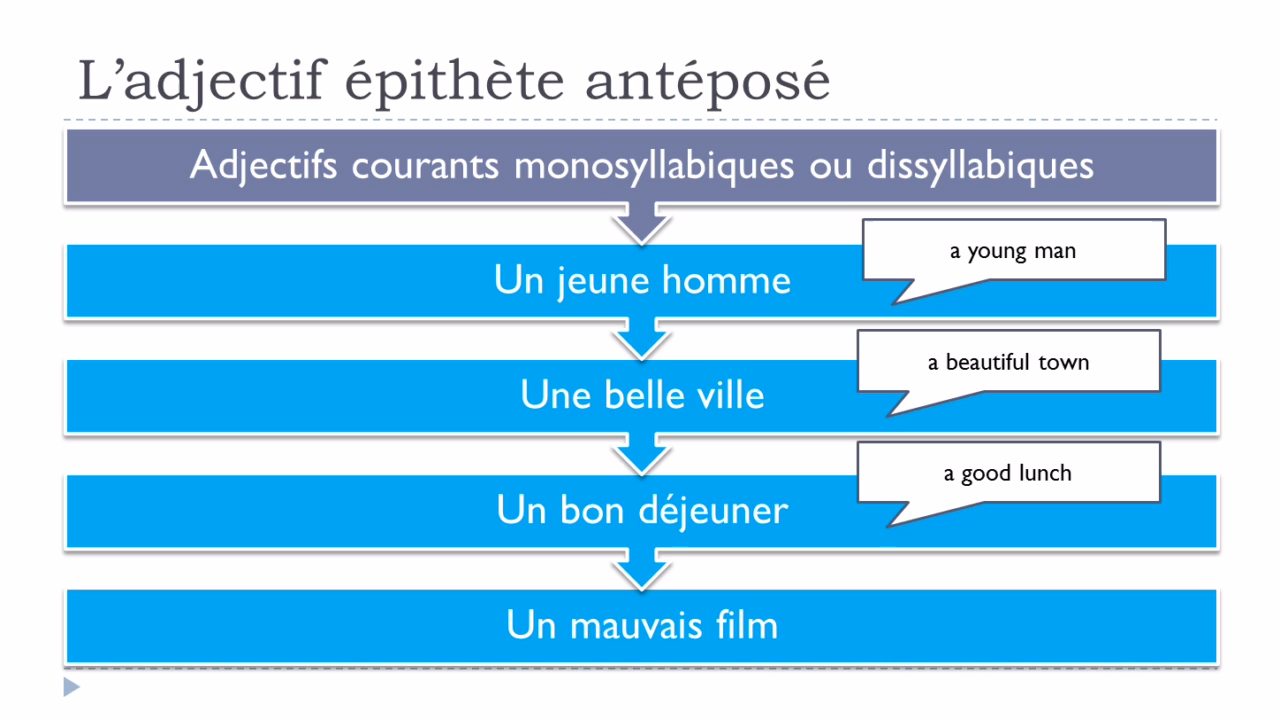 L’adjectif épithète antéposé
Adjectifs courants monosyllabiques ou dissyllabiques
a young man
Un jeune homme
a beautiful town
Une belle ville
a good lunch
Un bon déjeuner
Un mauvais film